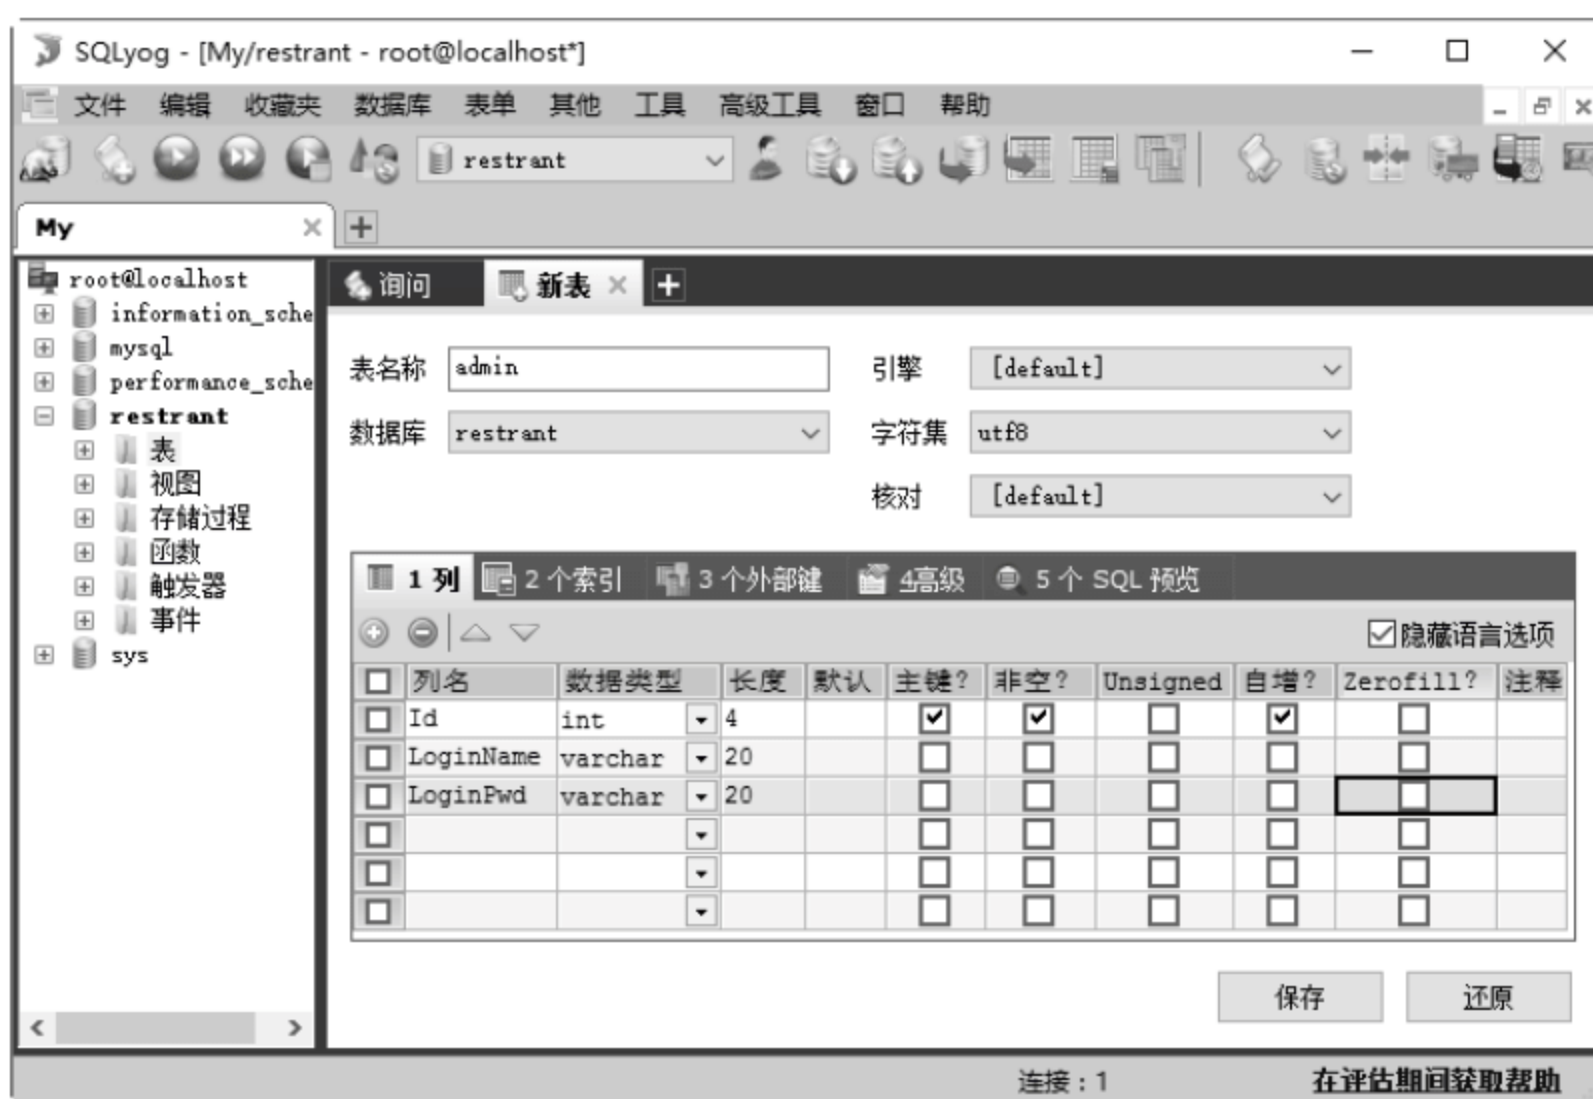 SQLyog - [My/restrant - root@localhost*]
文件 编辑 收藏夹 数据库 表单 其他 工具 高级工具 窗口 帮助
restrant
My
root@localhost
information_sche
mysql
performance_sche
restrant
表
视图
存储过程
函数
触发器
事件
sys
询问 新表
表名称 admin 引擎 [default]
数据库 restrant 字符集 utf8
核对 [default]
1 列 2 个索引 3 个外部键 4高级 5 个 SQL 预览
隐藏语言选项
列名 数据类型 长度 默认 主键? 非空? Unsigned 自增? Zerofill? 注释
Id int 4
LoginName varchar 20
LoginPwd varchar 20
保存 还原
连接 : 1 在评估期间获取帮助